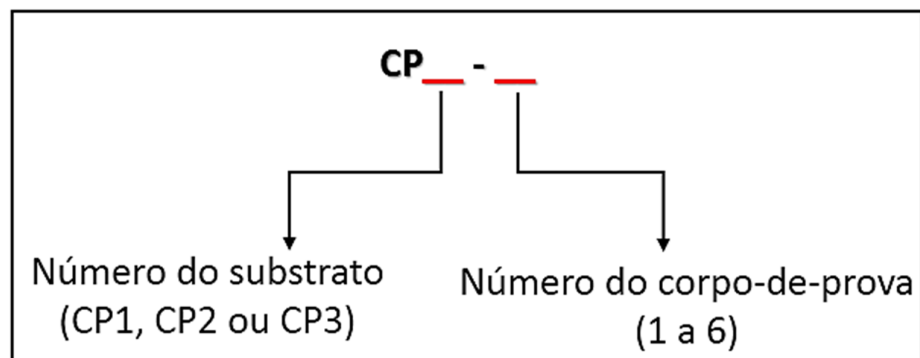 CP__ - __
Número do substrato
(CP1, CP2 ou CP3)
Número do corpo-de-prova
(1 a 6)